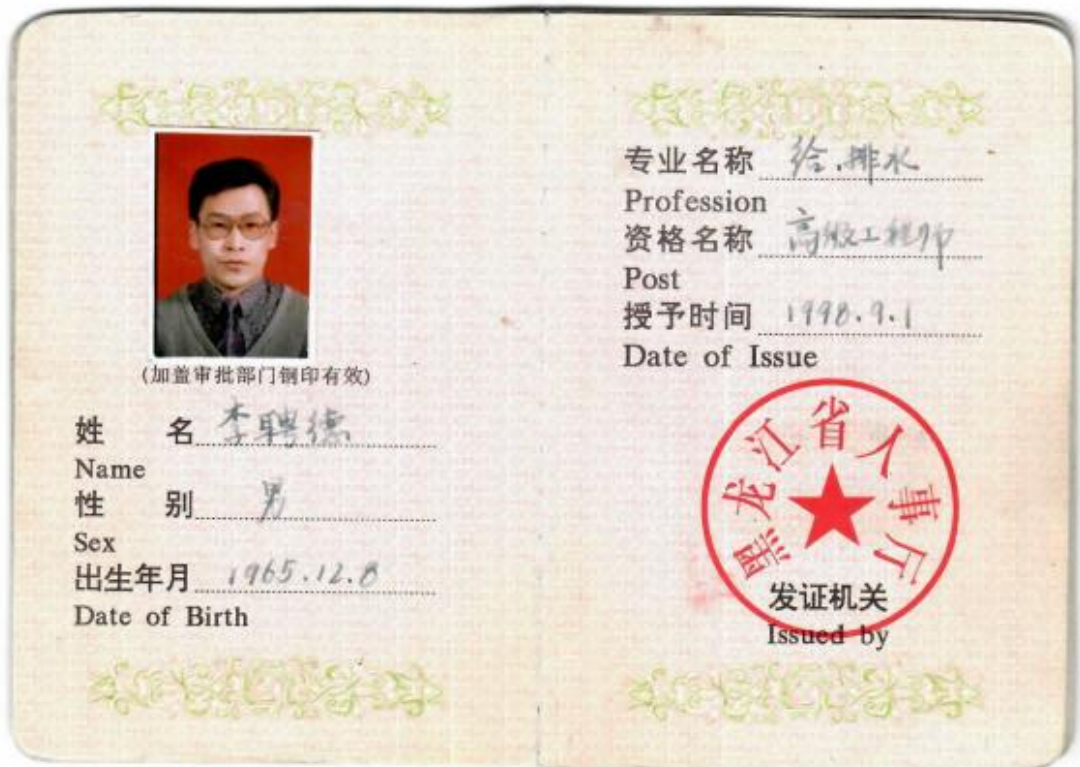 (加盖审批部门钢印有效)
姓 名 李聘德
Name
性 别 男
Sex
出生年月 1965.12.8
Date of Birth
专业名称 给.排水
Profession
资格名称 高级工程师
Post
授予时间 1998.9.1
Date of Issue
黑龙江省人事厅
发证机关
Issued by